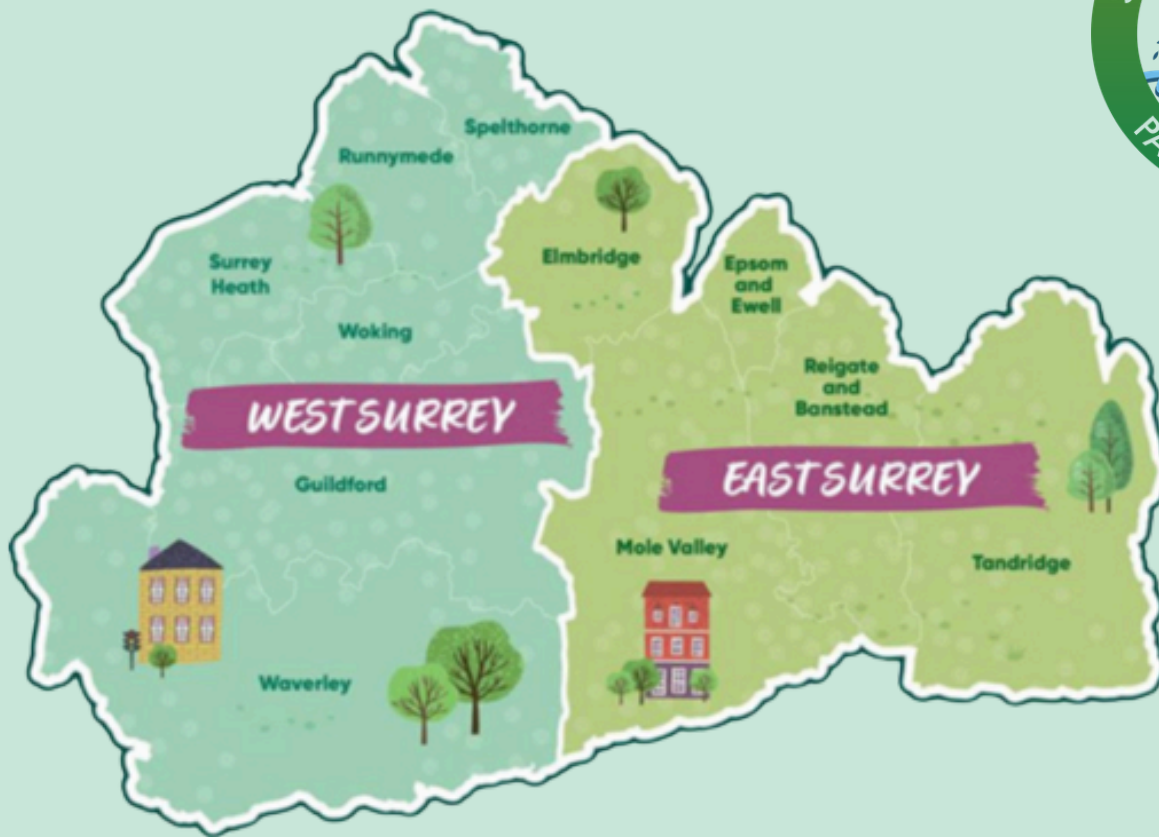 Spelthorne
Runnymede
Surrey
Heath
Elmbridge
Epsom
and
Ewell
Woking
Reigate
and
Banstead
WEST SURREY
EAST SURREY
Guildford
Mole Valley
Tandridge
Waverley